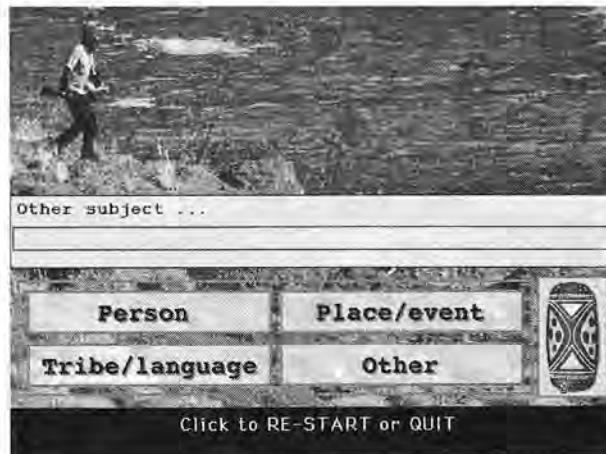 Other subject ...
Person
Place/event
Tribe/language
Other
Click to RE-START or QUIT